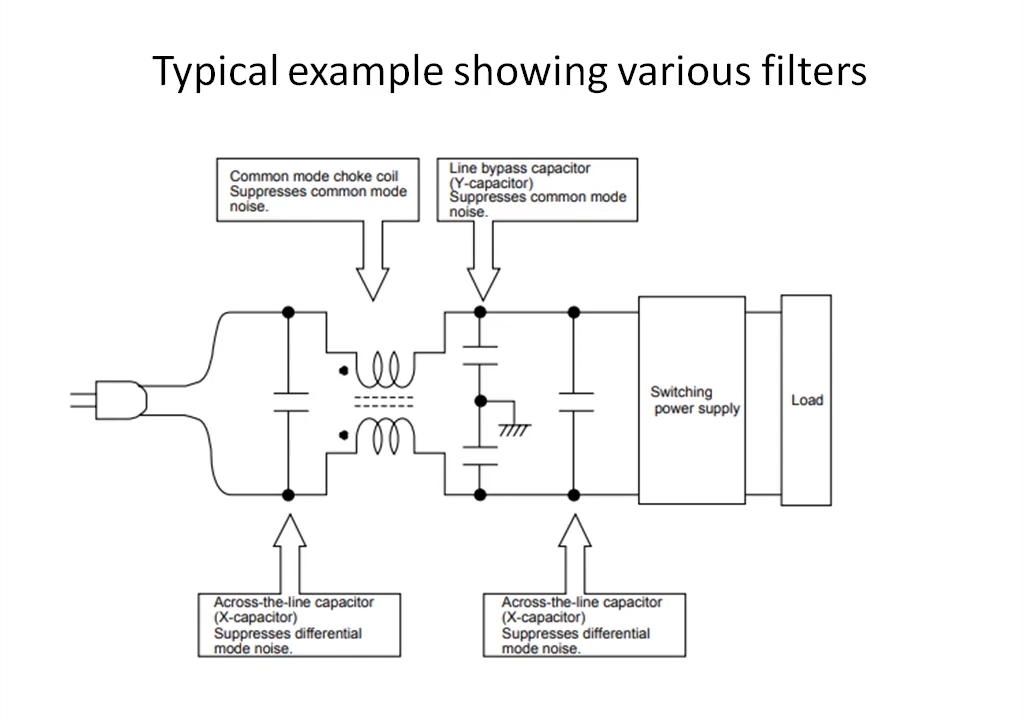 Typical example showing various filters
Common mode choke coil
Suppresses common mode
noise.
Line bypass capacitor
(Y-capacitor)
Suppresses common mode
noise.
Switching
power supply
Load
Across-the-line capacitor
(X-capacitor)
Suppresses differential
mode noise.
Across-the-line capacitor
(X-capacitor)
Suppresses differential
mode noise.